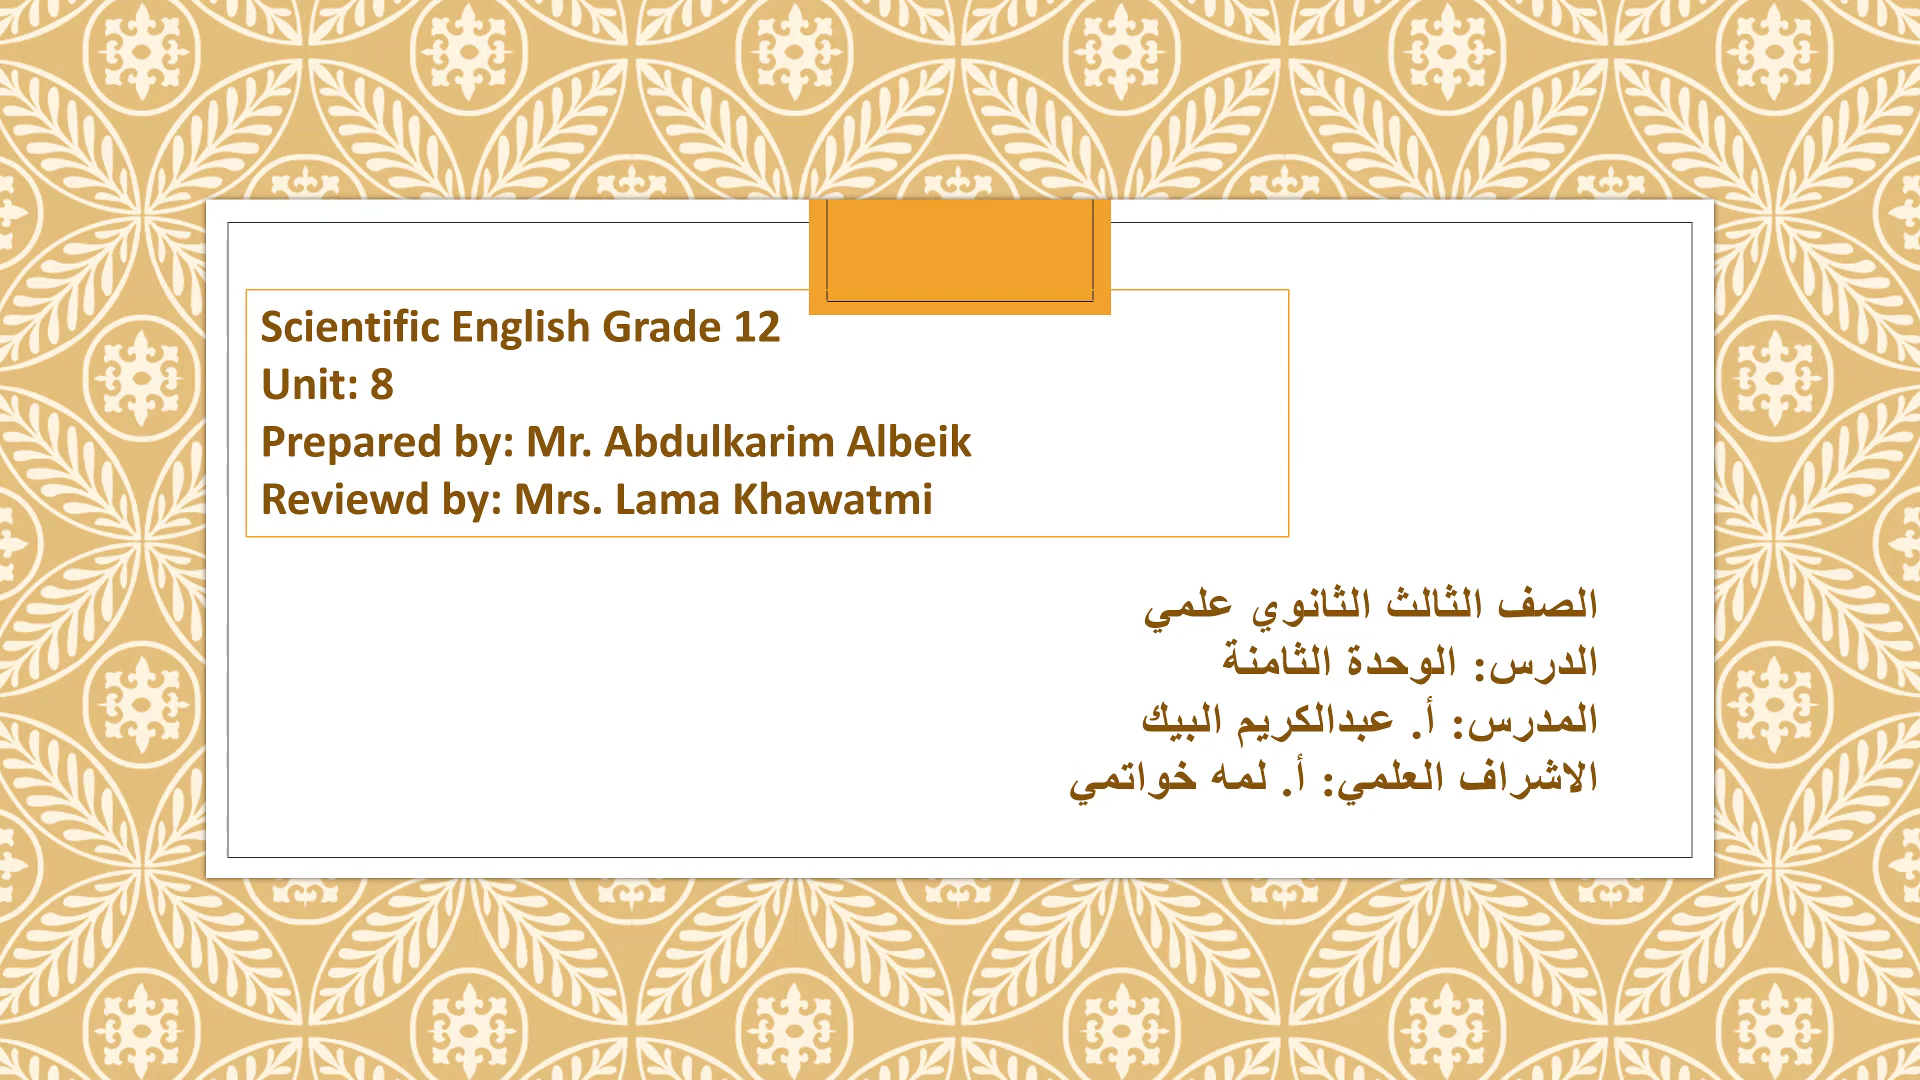 Scientific English Grade 12
Unit: 8
Prepared by: Mr. Abdulkarim Albeik
Reviewd by: Mrs. Lama Khawatmi
الصف الثالث الثانوي علمي
الدرس: الوحدة الثامنة
المدرس: أ. عبدالكريم البيك
الاشراف العلمي: أ. لمه خواتمي